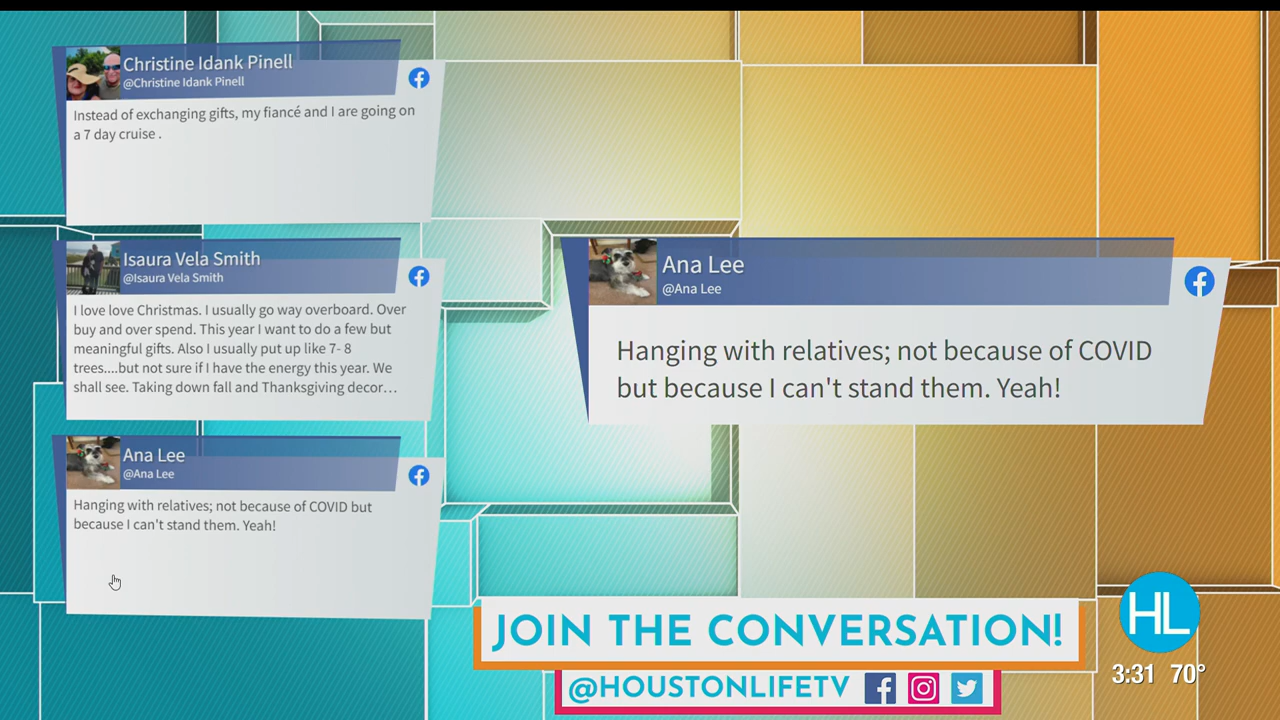 Christine Idank Pinell
@Christine Idank Pinell
Instead of exchanging gifts, my fiancé and I are going on
a 7 day cruise .
Isaura Vela Smith
@Isaura Vela Smith
I love love Christmas. I usually go way overboard. Over
buy and over spend. This year I want to do a few but
meaningful gifts. Also I usually put up like 7- 8
trees....but not sure if I have the energy this year. We
shall see. Taking down fall and Thanksgiving decor…
Ana Lee
@Ana Lee
Hanging with relatives; not because of COVID but
because I can't stand them. Yeah!
Ana Lee
@Ana Lee
Hanging with relatives; not because of COVID
but because I can't stand them. Yeah!
JOIN THE CONVERSATION!
@HOUSTONLIFETV
HL
3:31 70°